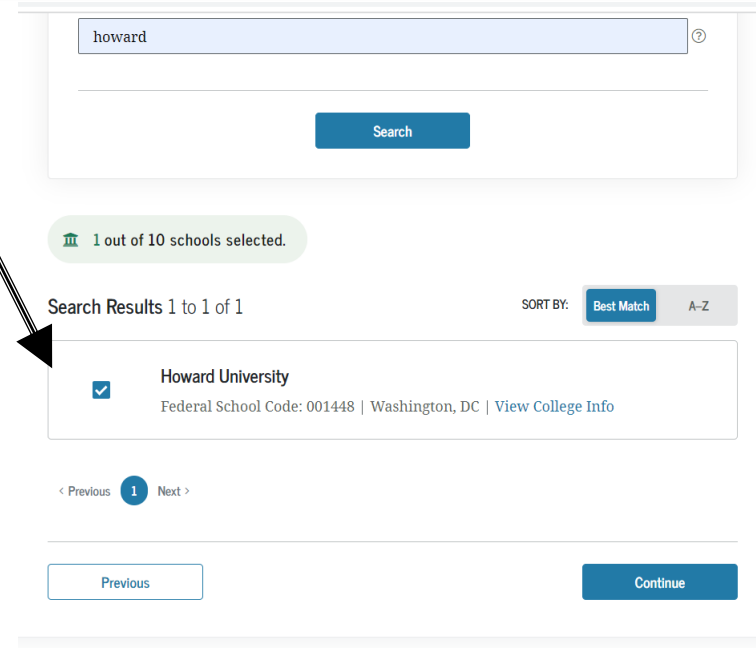 howard
Search
1 out of 10 schools selected.
Search Results 1 to 1 of 1
SORT BY: Best Match A–Z
Howard University
Federal School Code: 001448 | Washington, DC | View College Info
< Previous 1 Next >
Previous Continue